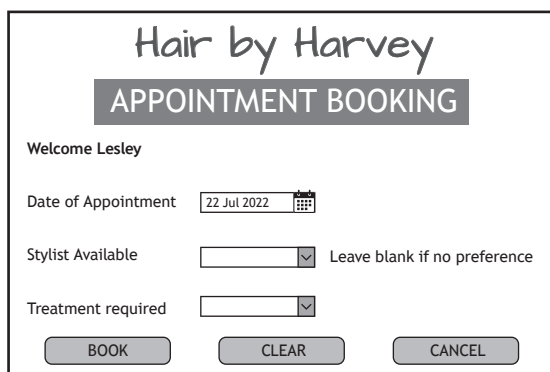 Hair by Harvey
APPOINTMENT BOOKING
Welcome Lesley
Date of Appointment 22 Jul 2022
Stylist Available Leave blank if no preference
Treatment required
BOOK CLEAR CANCEL